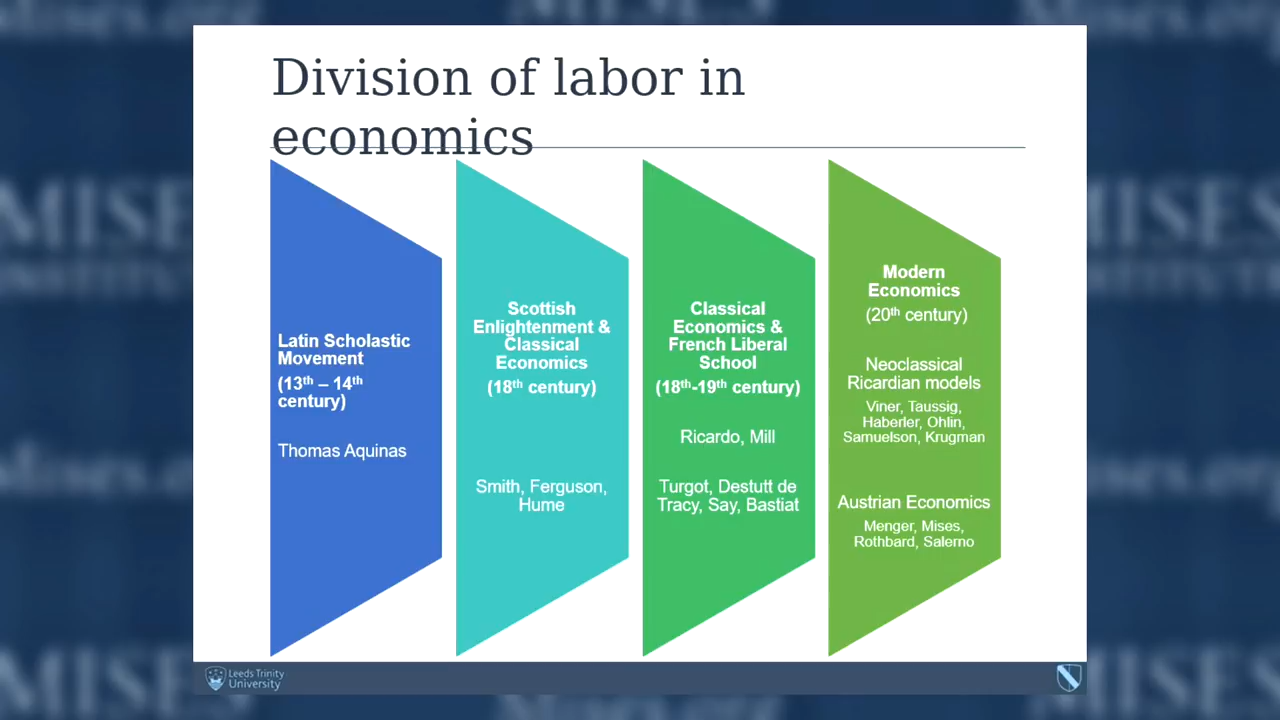 Division of labor in
economics
Latin Scholastic
Movement
(13th – 14th
century)
Thomas Aquinas
Scottish
Enlightenment &
Classical
Economics
(18th century)
Smith, Ferguson,
Hume
Classical
Economics &
French Liberal
School
(18th-19th century)
Ricardo, Mill
Turgot, Destutt de
Tracy, Say, Bastiat
Modern
Economics
(20th century)
Neoclassical
Ricardian models
Viner, Taussig,
Haberler, Ohlin,
Samuelson, Krugman
Austrian Economics
Menger, Mises,
Rothbard, Salerno
Leeds Trinity
University